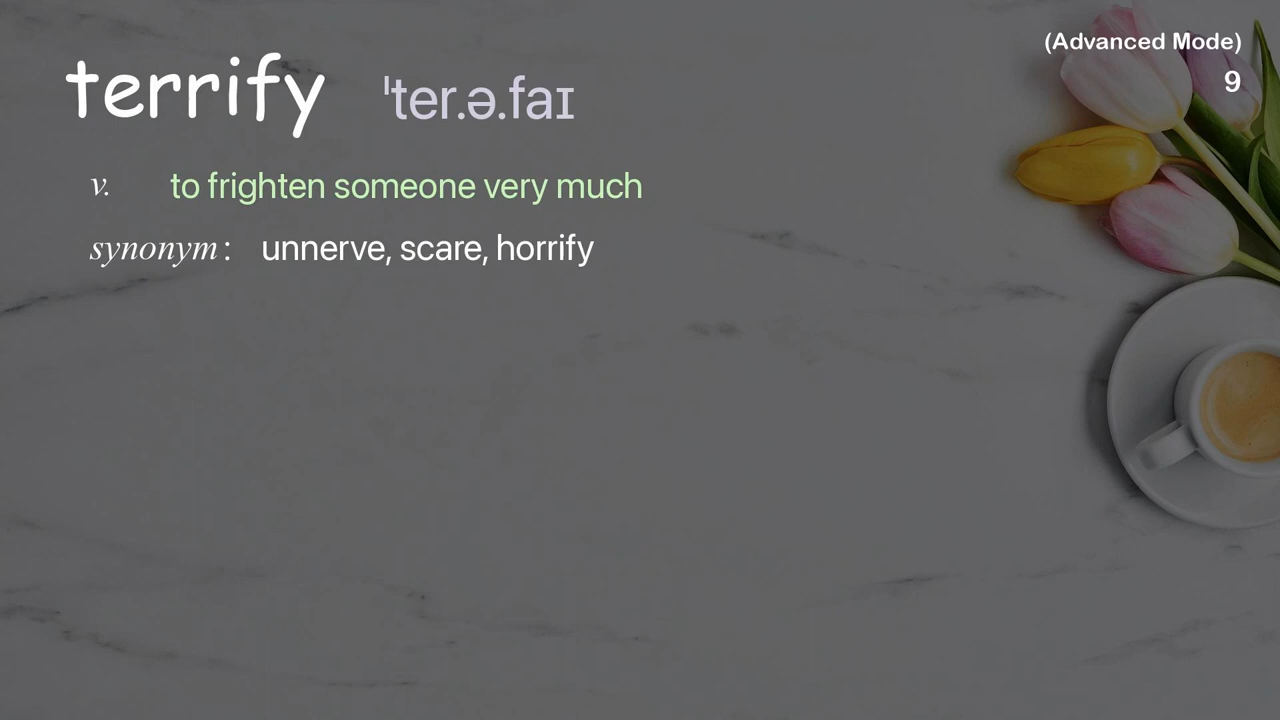 (Advanced Mode)
9
terrify ˈter.ə.faɪ
v. to frighten someone very much
synonym : unnerve, scare, horrify